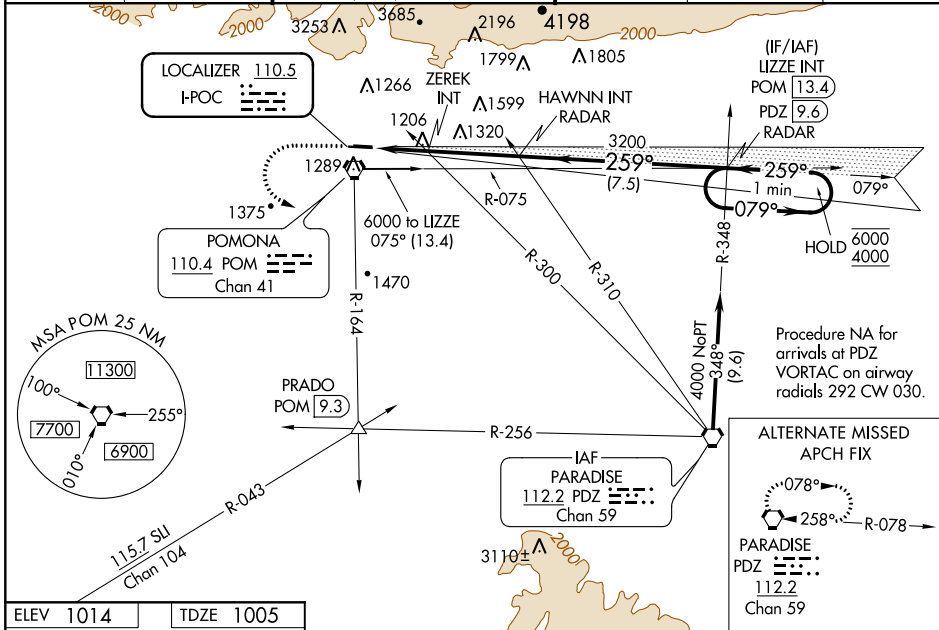 2000
3253
3685
2196
4198
2000
LOCALIZER 110.5
I-POC
1266
ZEREK
INT
1799
1805
(IF/IAF)
LIZZE INT
POM 13.4
PDZ 9.6
RADAR
1599
HAWNN INT
RADAR
1206
1320
3200
1289
259°
(7.5)
259°
1 min
079°
079°
R-075
1375
6000 to LIZZE
075° (13.4)
HOLD 6000
4000
POMONA
110.4 POM
Chan 41
1470
R-164
R-300
R-310
R-348
MSA POM 25 NM
11300
100°
255°
7700
6900
010°
4000 NoPT
348°
(9.6)
Procedure NA for
arrivals at PDZ
VORTAC on airway
radials 292 CW 030.
PRADO
POM 9.3
R-256
IAF
PARADISE
112.2 PDZ
Chan 59
ALTERNATE MISSED
APCH FIX
078°
258°
R-078
PARADISE
PDZ
112.2
Chan 59
R-043
115.7 SLI
Chan 104
3110±
2000
ELEV 1014
TDZE 1005